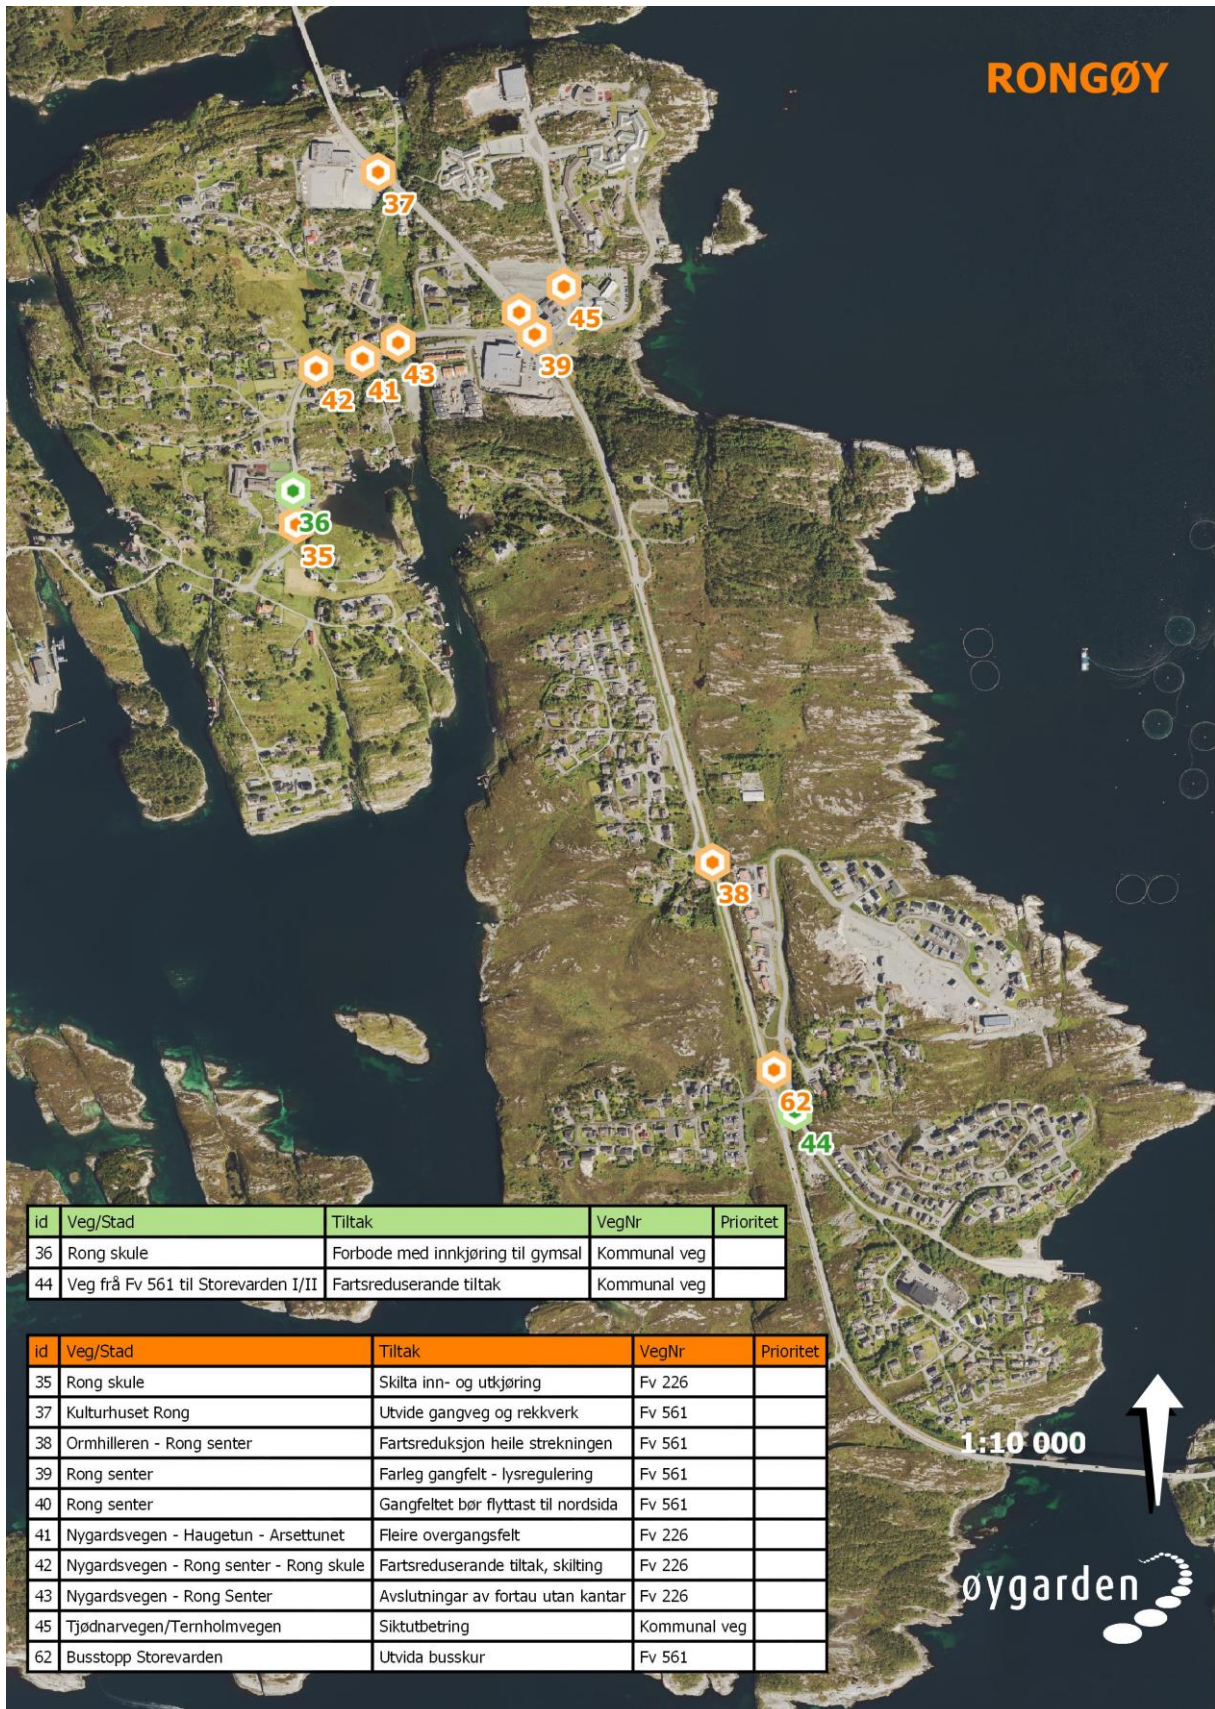 RONGØY
37
45
39
43
41
42
36
35
38
62
44
id Veg/Stad Tiltak VegNr Prioritet
36 Rong skule Forbode med innkjøring til gymsal Kommunal veg
44 Veg frå Fv 561 til Storevarden I/II Fartsreduserande tiltak Kommunal veg
id Veg/Stad Tiltak VegNr Prioritet
35 Rong skule Skilta inn- og utkjøring Fv 226
37 Kulturhuset Rong Utvide gangveg og rekkverk Fv 561
38 Ormhilleren - Rong senter Fartsreduksjon heile strekningen Fv 561
39 Rong senter Farleg gangfelt - lysregulering Fv 561
40 Rong senter Gangfeltet bør flyttast til nordsida Fv 561
41 Nygardsvegen - Haugetun - Arsettunet Fleire overgangsfelt Fv 226
42 Nygardsvegen - Rong senter - Rong skule Fartsreduserande tiltak, skilting Fv 226
43 Nygardsvegen - Rong Senter Avslutningar av fortau utan kantar Fv 226
45 Tjødnarvegen/Ternholmvegen Siktutbetring Kommunal veg
62 Busstopp Storevarden Utvida busskur Fv 561
1:10 000
øygarden